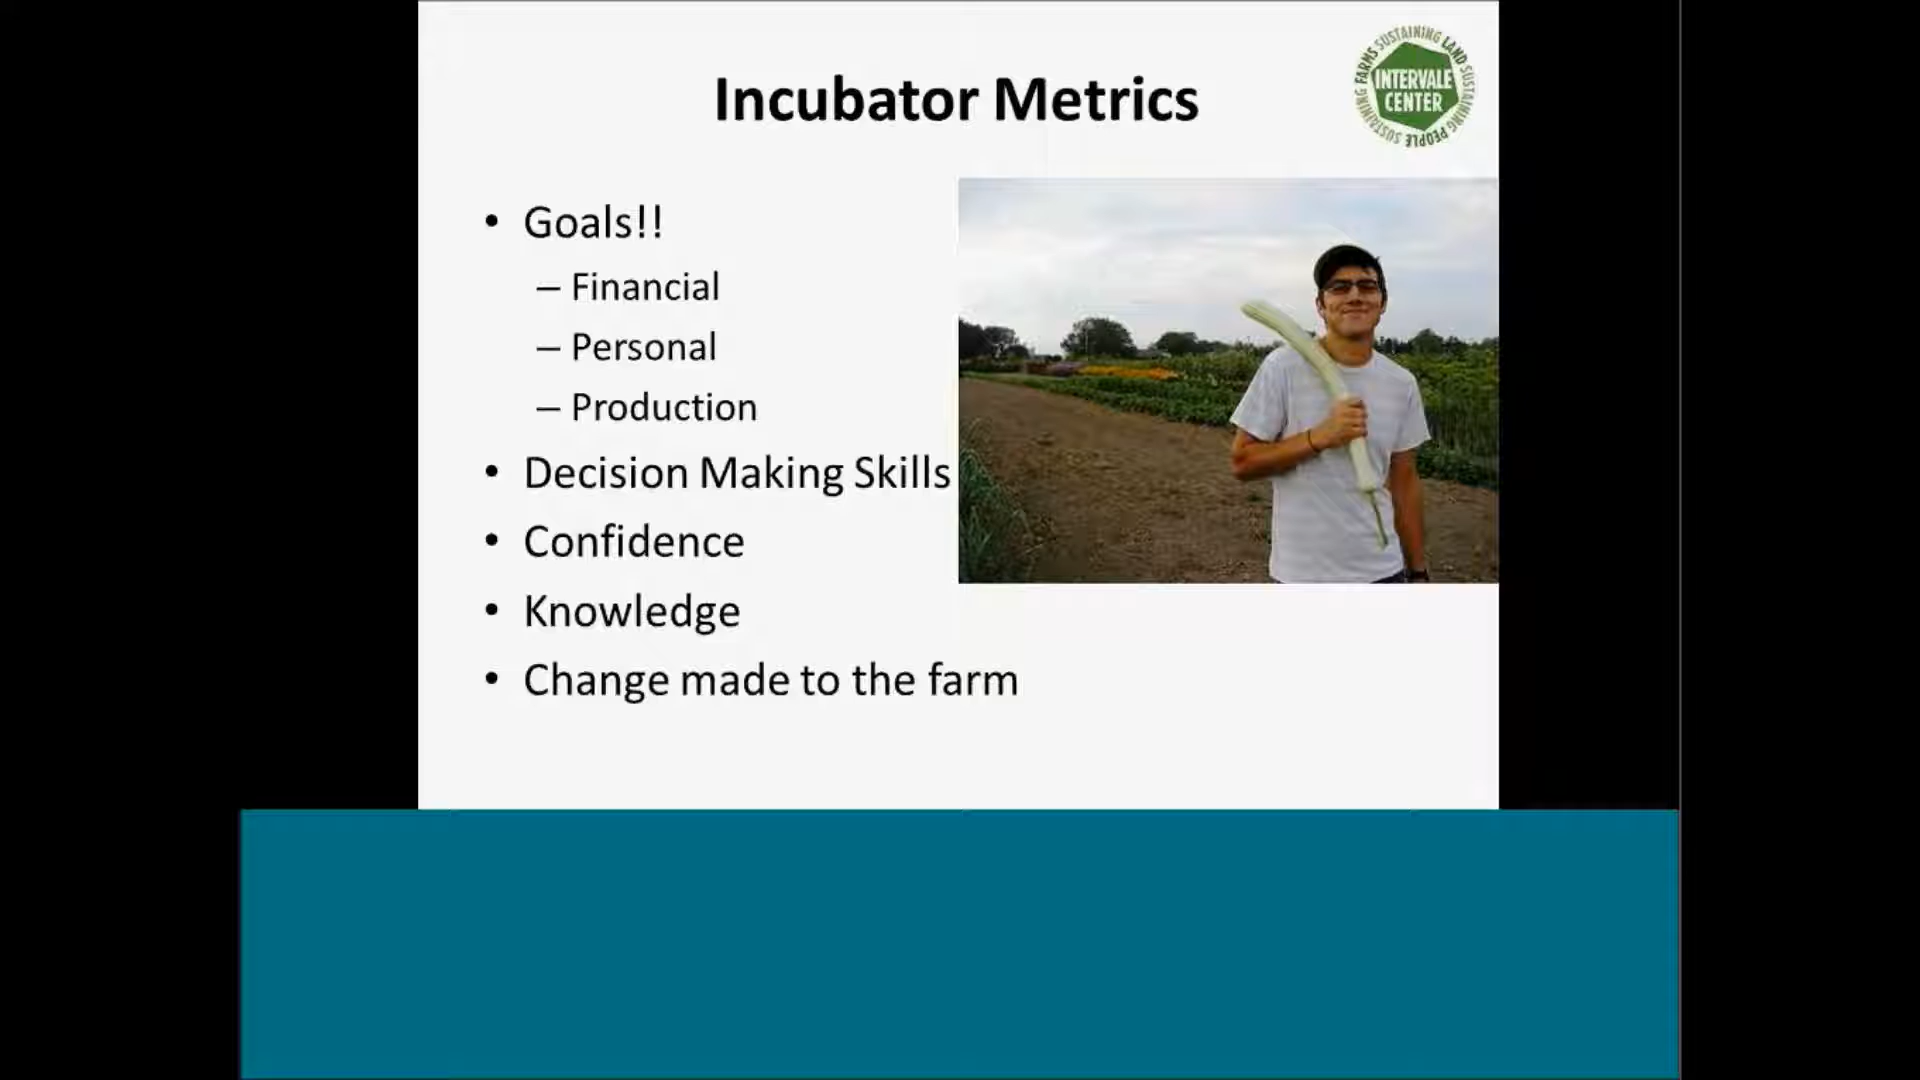 Incubator Metrics
SUSTAINING FARMS SUSTAINING LAND SUSTAINING PEOPLE
INTERVALE
CENTER
• Goals!!
– Financial
– Personal
– Production
• Decision Making Skills
• Confidence
• Knowledge
• Change made to the farm